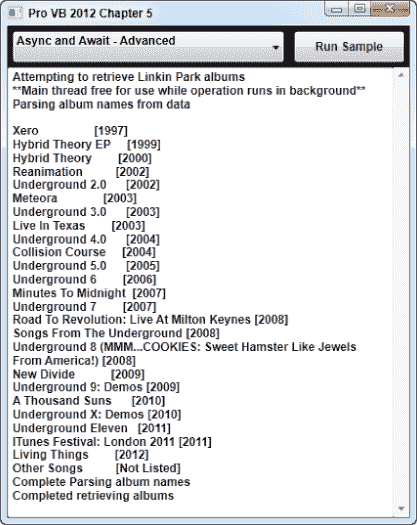 Pro VB 2012 Chapter 5
Async and Await - Advanced
Run Sample
Attempting to retrieve Linkin Park albums
**Main thread free for use while operation runs in background**
Parsing album names from data
Xero [1997]
Hybrid Theory EP [1999]
Hybrid Theory [2000]
Reanimation [2002]
Underground 2.0 [2002]
Meteora [2003]
Underground 3.0 [2003]
Live In Texas [2003]
Underground 4.0 [2004]
Collision Course [2004]
Underground 5.0 [2005]
Underground 6 [2006]
Minutes To Midnight [2007]
Underground 7 [2007]
Road To Revolution: Live At Milton Keynes [2008]
Songs From The Underground [2008]
Underground 8 (MMM...COOKIES: Sweet Hamster Like Jewels
From America!) [2008]
New Divide [2009]
Underground 9: Demos [2009]
A Thousand Suns [2010]
Underground X: Demos [2010]
Underground Eleven [2011]
ITunes Festival: London 2011 [2011]
Living Things [2012]
Other Songs [Not Listed]
Complete Parsing album names
Completed retrieving albums